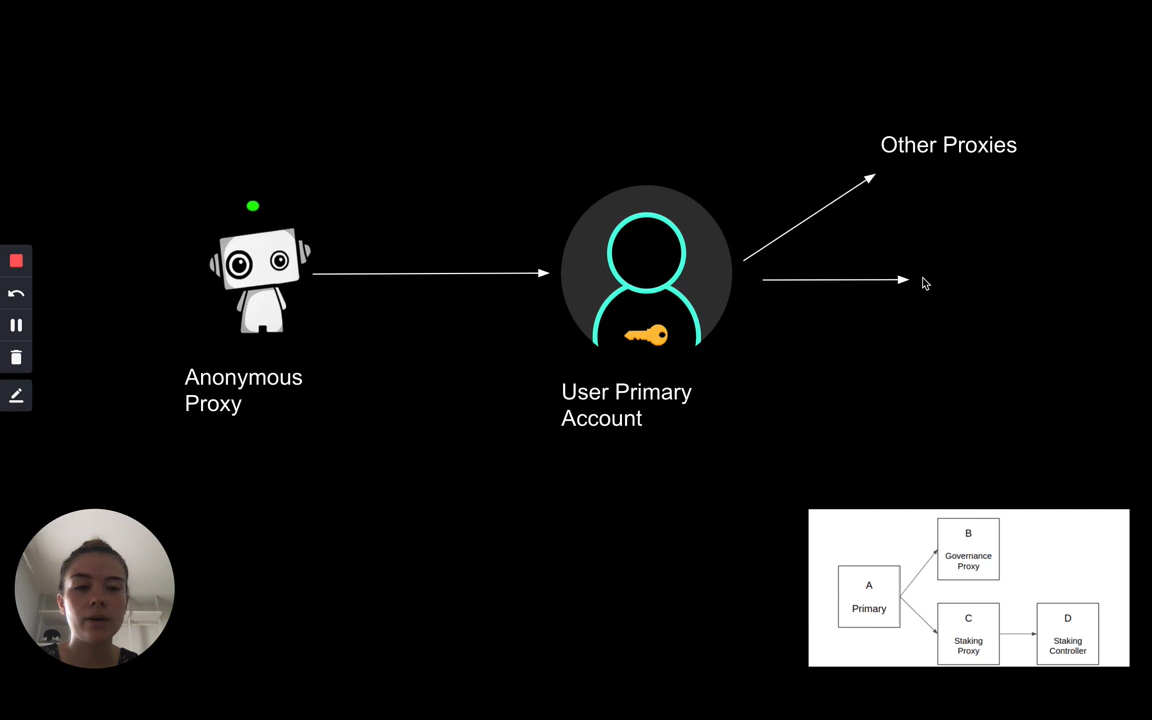 Other Proxies
Anonymous
Proxy
User Primary
Account
B
Governance
Proxy
A
Primary
C
Staking
Proxy
D
Staking
Controller